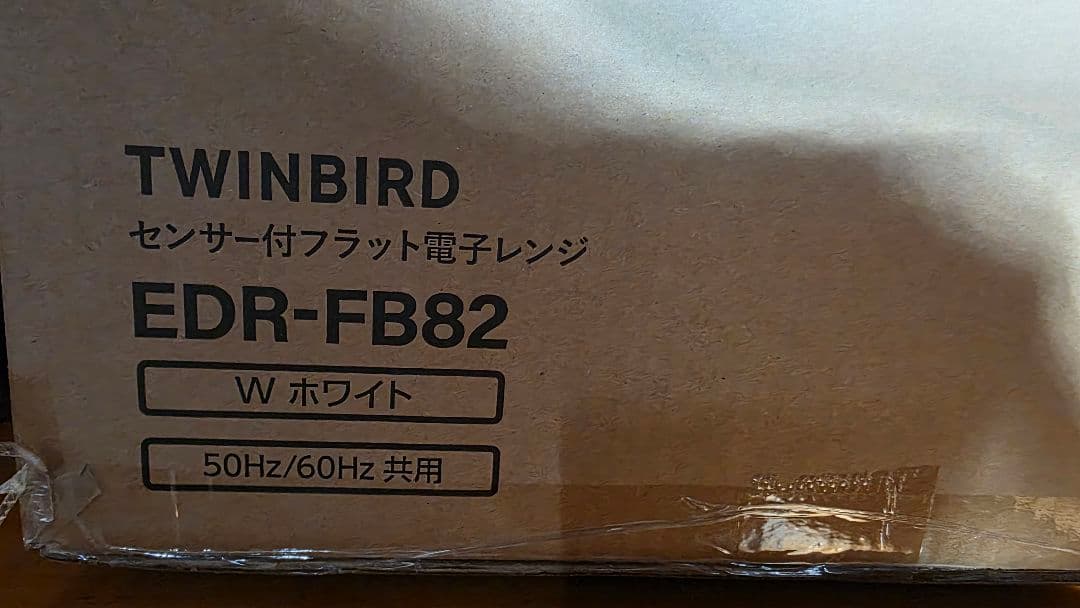 TWINBIRD
センサー付フラット電子レンジ
EDR-FB82
W ホワイト
50Hz/60Hz 共用